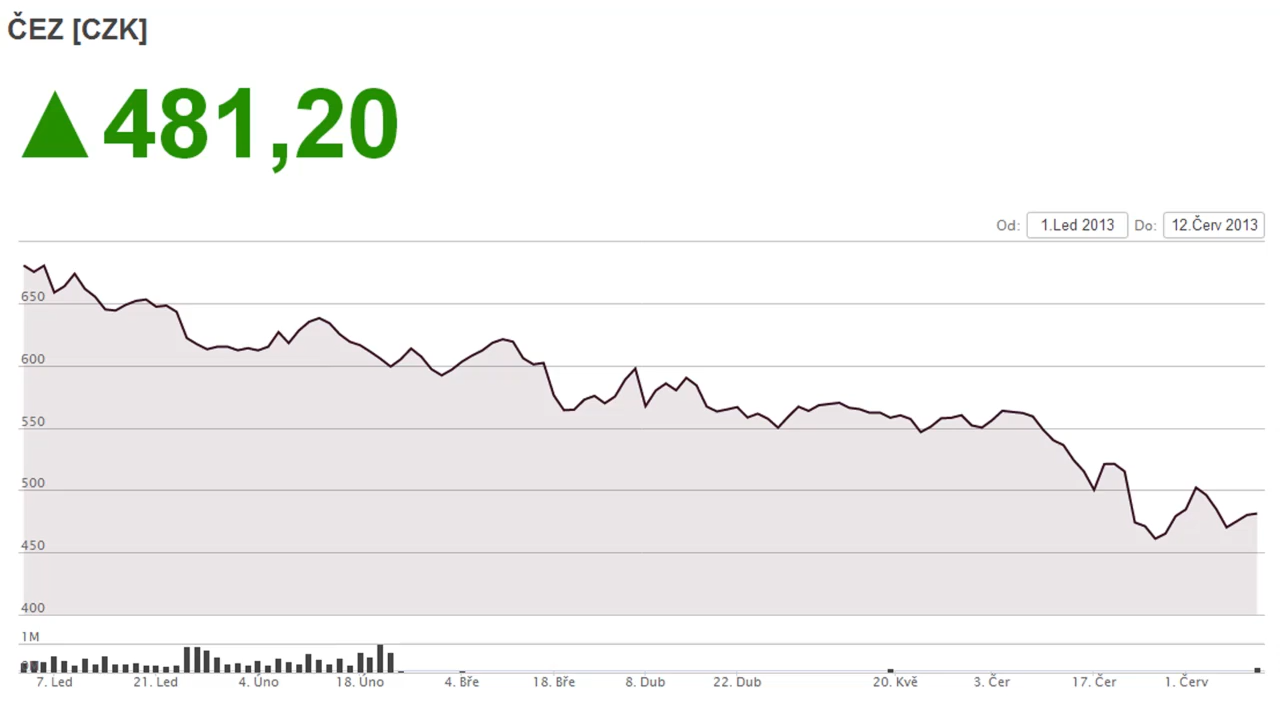 ČEZ [CZK]
▲481,20
Od: 1.Led 2013 Do: 12.Červ 2013
650
600
550
500
450
400
1M
7. Led 21. Led 4. Úno 18. Úno 4. Bře 18. Bře 8. Dub 22. Dub 20. Kvě 3. Čer 17. Čer 1. Červ